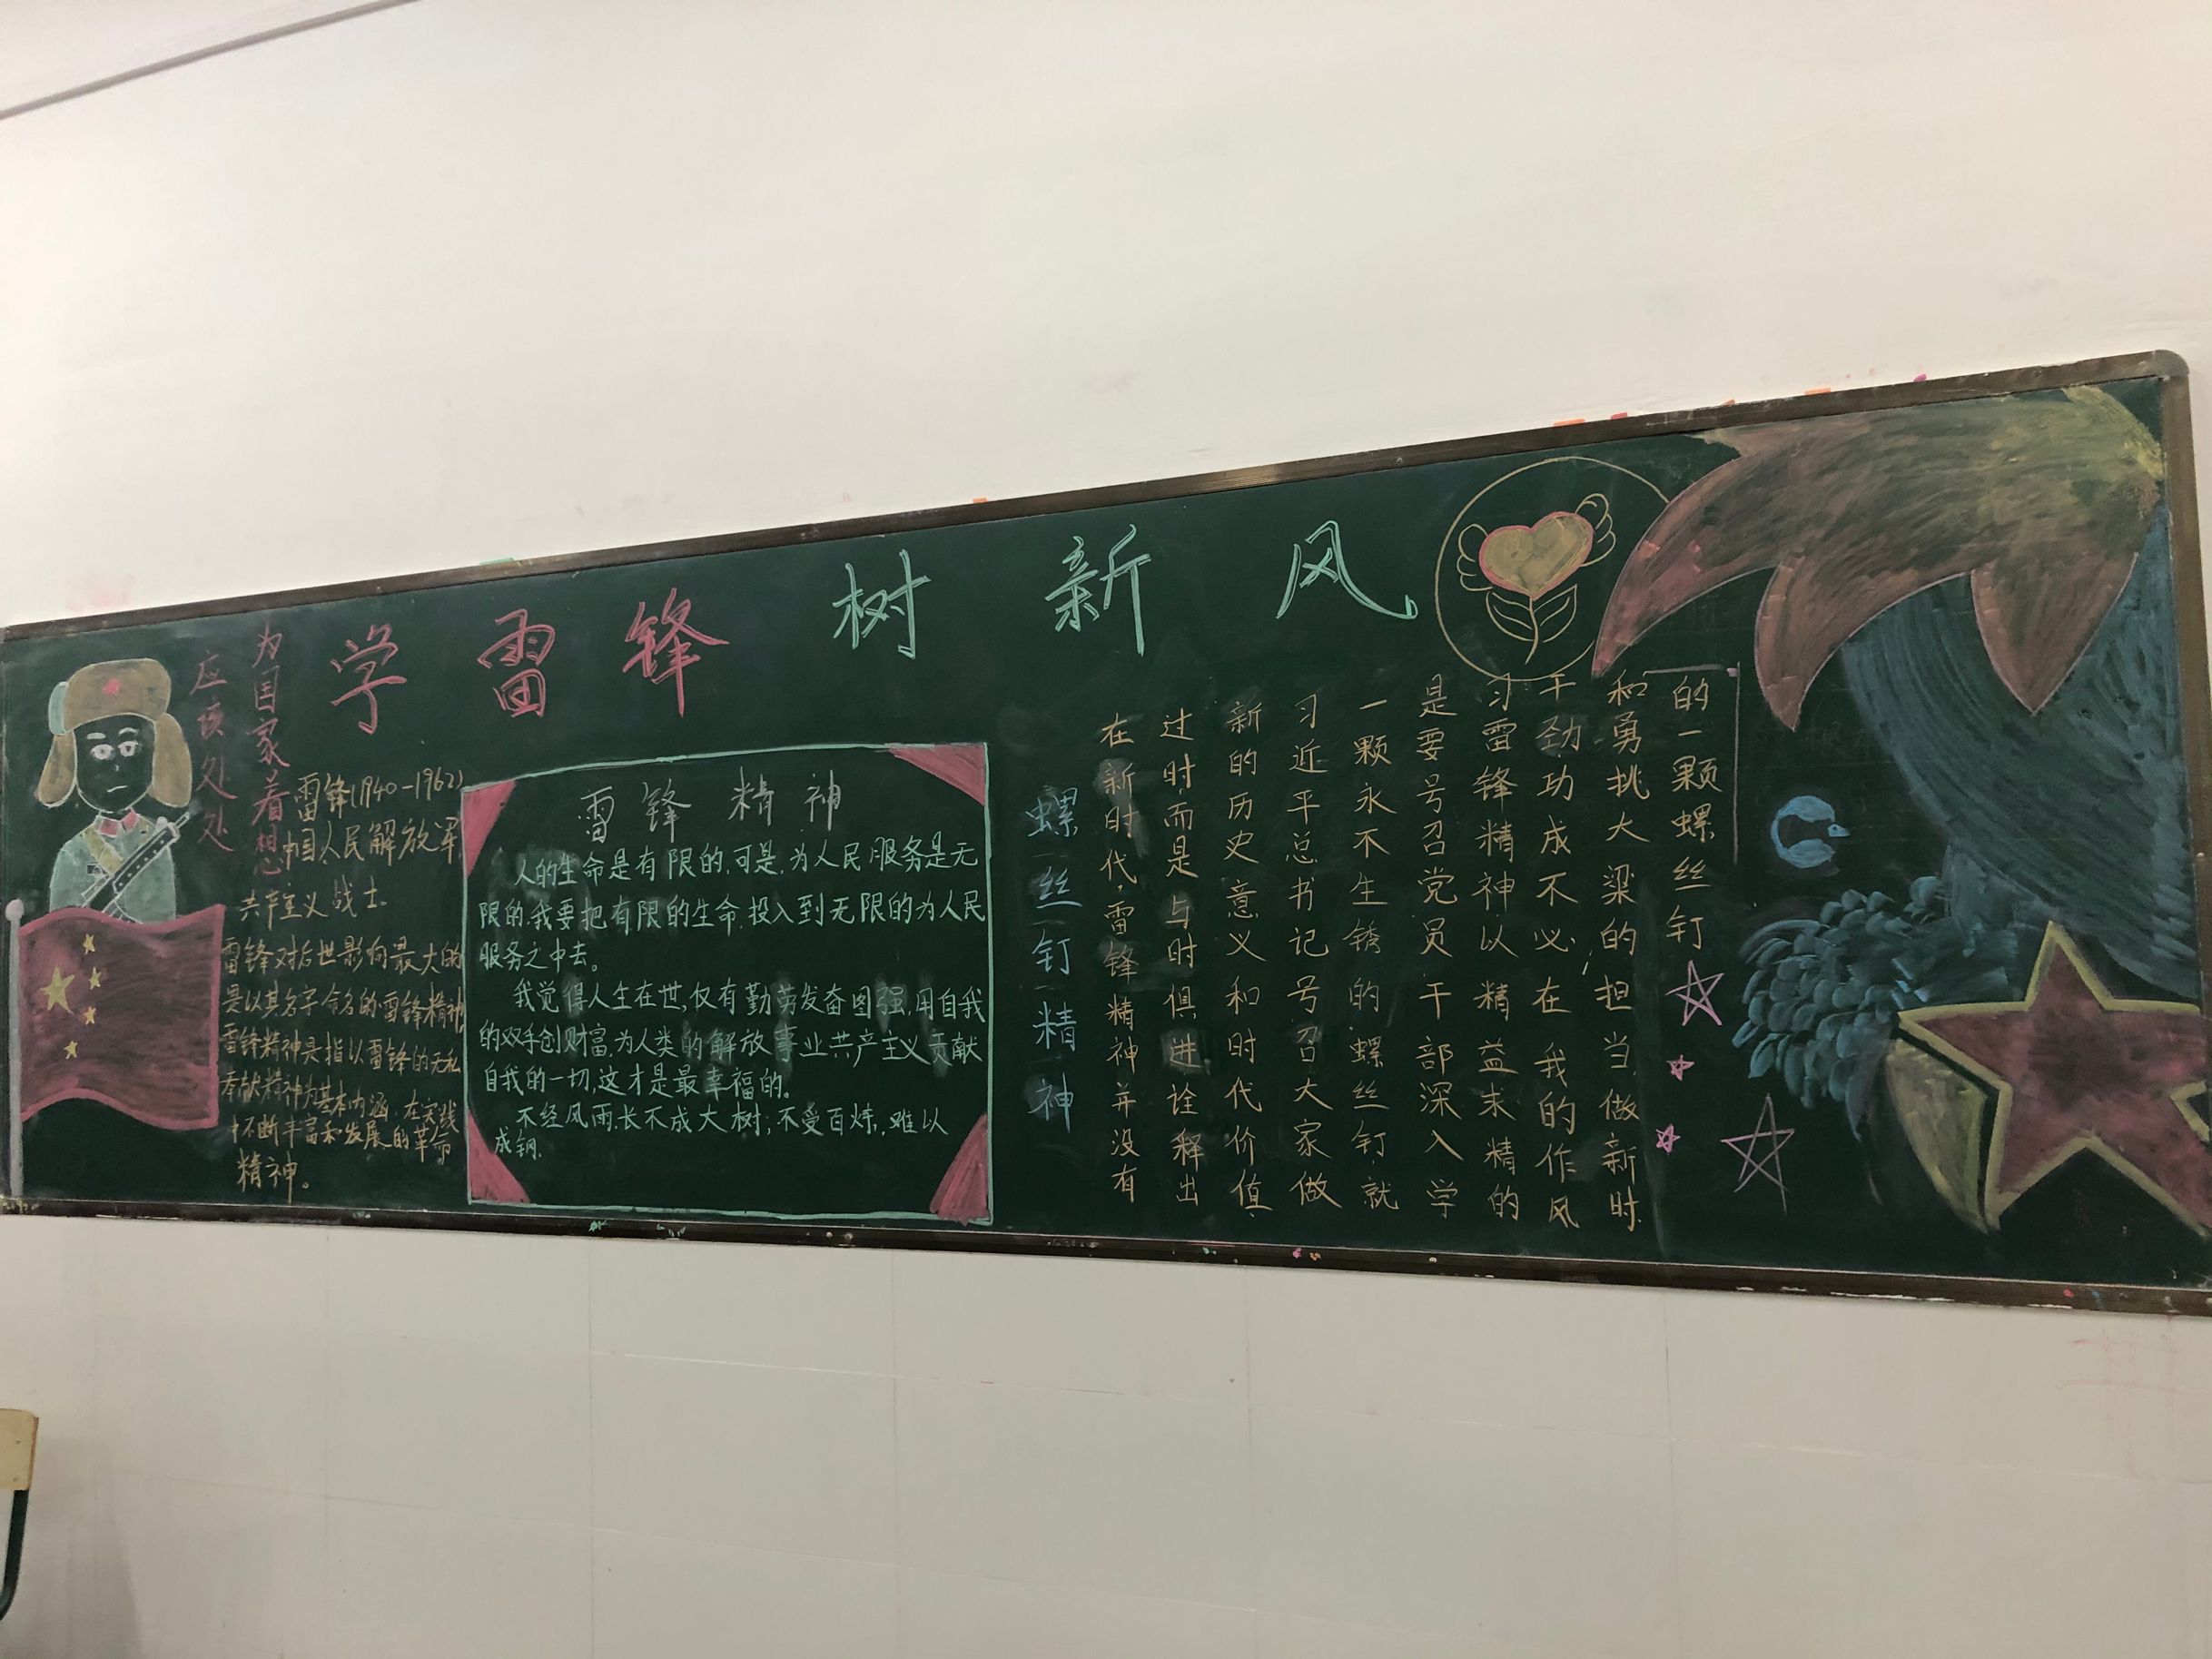 学雷锋 树新风
应该处处
为国家着想
雷锋(1940-1962)
中国人民解放军
共产主义战士.
雷锋对后世影响最大的
是以其名字命名的雷锋精神
雷锋精神是指以雷锋的无私
奉献精神为基本内涵,在实践
中不断丰富和发展的革命
精神。
雷锋精神
人的生命是有限的,可是,为人民服务是无
限的.我要把有限的生命,投入到无限的为人民
服务之中去。
我觉得人生在世,仅有勤劳发奋图强,用自我
的双手创财富,为人类的解放事业共产主义贡献
自我的一切,这才是最幸福的。
不经风雨,长不成大树;不受百炼,难以
成钢.
螺丝钉精神
在新时代,雷锋精神并没有
过时而是与时俱进诠释出
新的历史意义和时代价值,
习近平总书记号召大家做
一颗永不生锈的螺丝钉,就
是要号召党员干部深入学
习雷锋精神以精益求精的
干劲功成不必在我的作风
和勇挑大梁的担当,做新时
的一颗螺丝钉